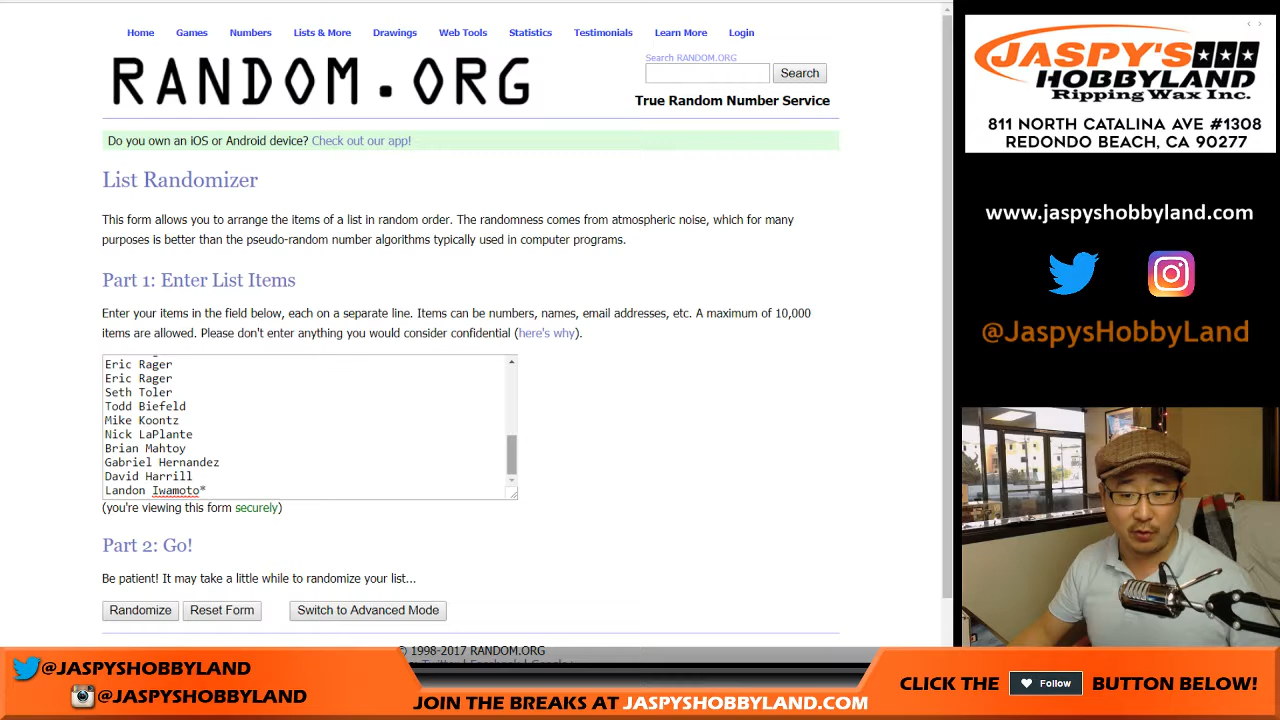 Home Games Numbers Lists & More Drawings Web Tools Statistics Testimonials Learn More Login
RANDOM.ORG
Search RANDOM.ORG
Search
True Random Number Service
Do you own an iOS or Android device? Check out our app!
List Randomizer
This form allows you to arrange the items of a list in random order. The randomness comes from atmospheric noise, which for many
purposes is better than the pseudo-random number algorithms typically used in computer programs.
Part 1: Enter List Items
Enter your items in the field below, each on a separate line. Items can be numbers, names, email addresses, etc. A maximum of 10,000
items are allowed. Please don't enter anything you would consider confidential (here's why).
Eric Rager
Eric Rager
Seth Toler
Todd Biefeld
Mike Koontz
Nick LaPlante
Brian Mahtoy
Gabriel Hernandez
David Harrill
Landon Iwamoto*
(you're viewing this form securely)
Part 2: Go!
Be patient! It may take a little while to randomize your list...
Randomize Reset Form Switch to Advanced Mode
© 1998-2017 RANDOM.ORG
JASPY'S
HOBBYLAND
Ripping Wax Inc.
811 NORTH CATALINA AVE #1308
REDONDO BEACH, CA 90277
www.jaspyshobbyland.com
@JaspysHobbyLand
@JASPYSHOBBYLAND
@JASPYSHOBBYLAND
JOIN THE BREAKS AT JASPYSHOBBYLAND.COM
CLICK THE Follow BUTTON BELOW!